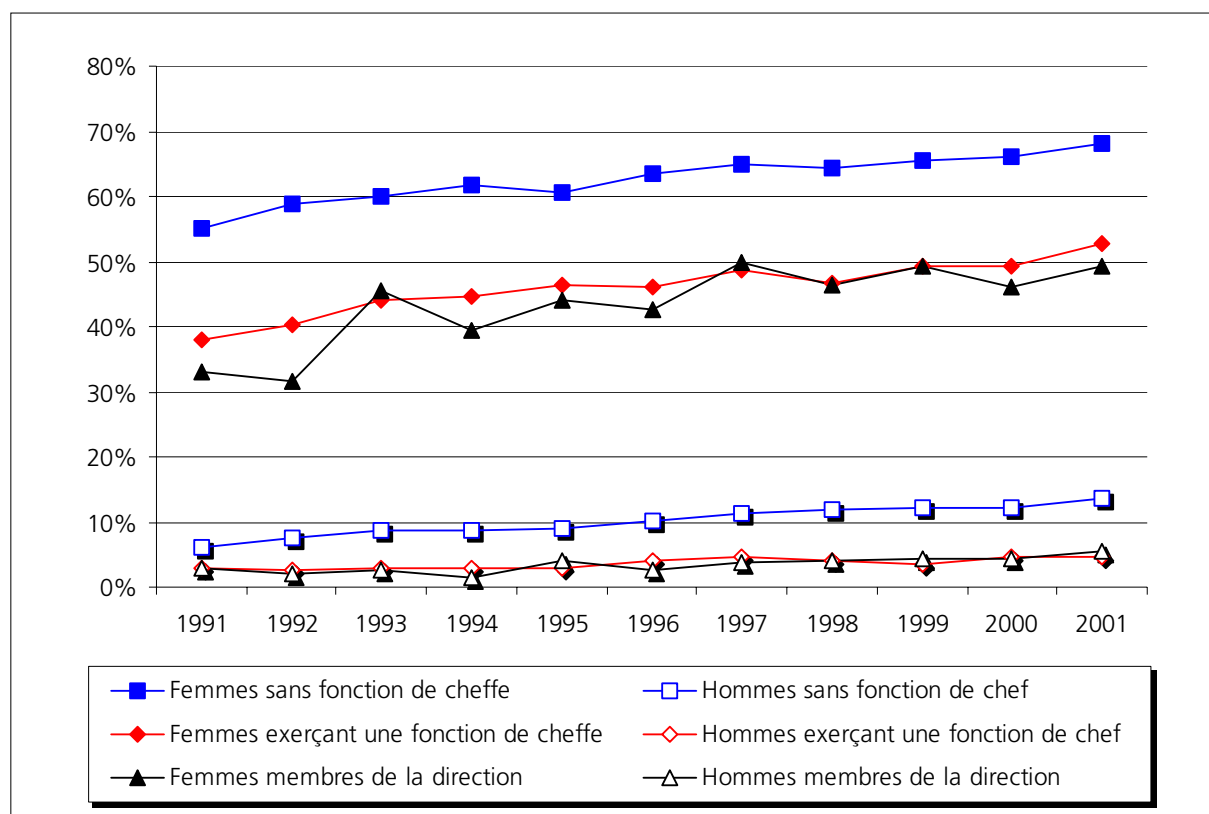 80%
70%
60%
50%
40%
30%
20%
10%
0%
1991 1992 1993 1994 1995 1996 1997 1998 1999 2000 2001
Femmes sans fonction de cheffe Hommes sans fonction de chef
Femmes exerçant une fonction de cheffe Hommes exerçant une fonction de chef
Femmes membres de la direction Hommes membres de la direction